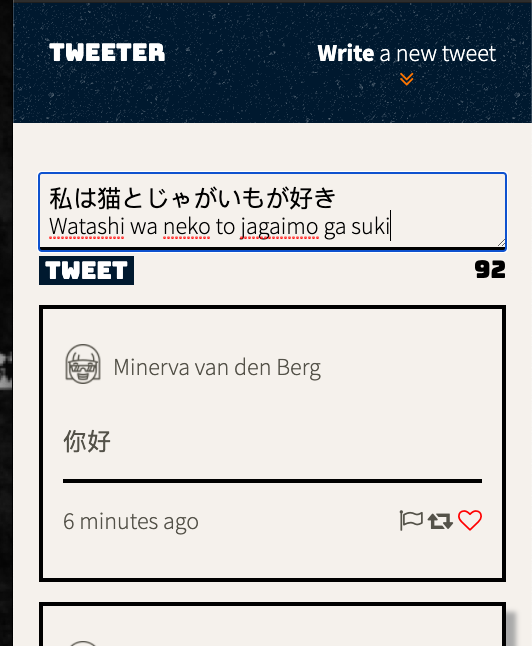 TWEETER
Write a new tweet
私は猫とじゃがいもが好き
Watashi wa neko to jagaimo ga suki
TWEET
92
Minerva van den Berg
你好
6 minutes ago